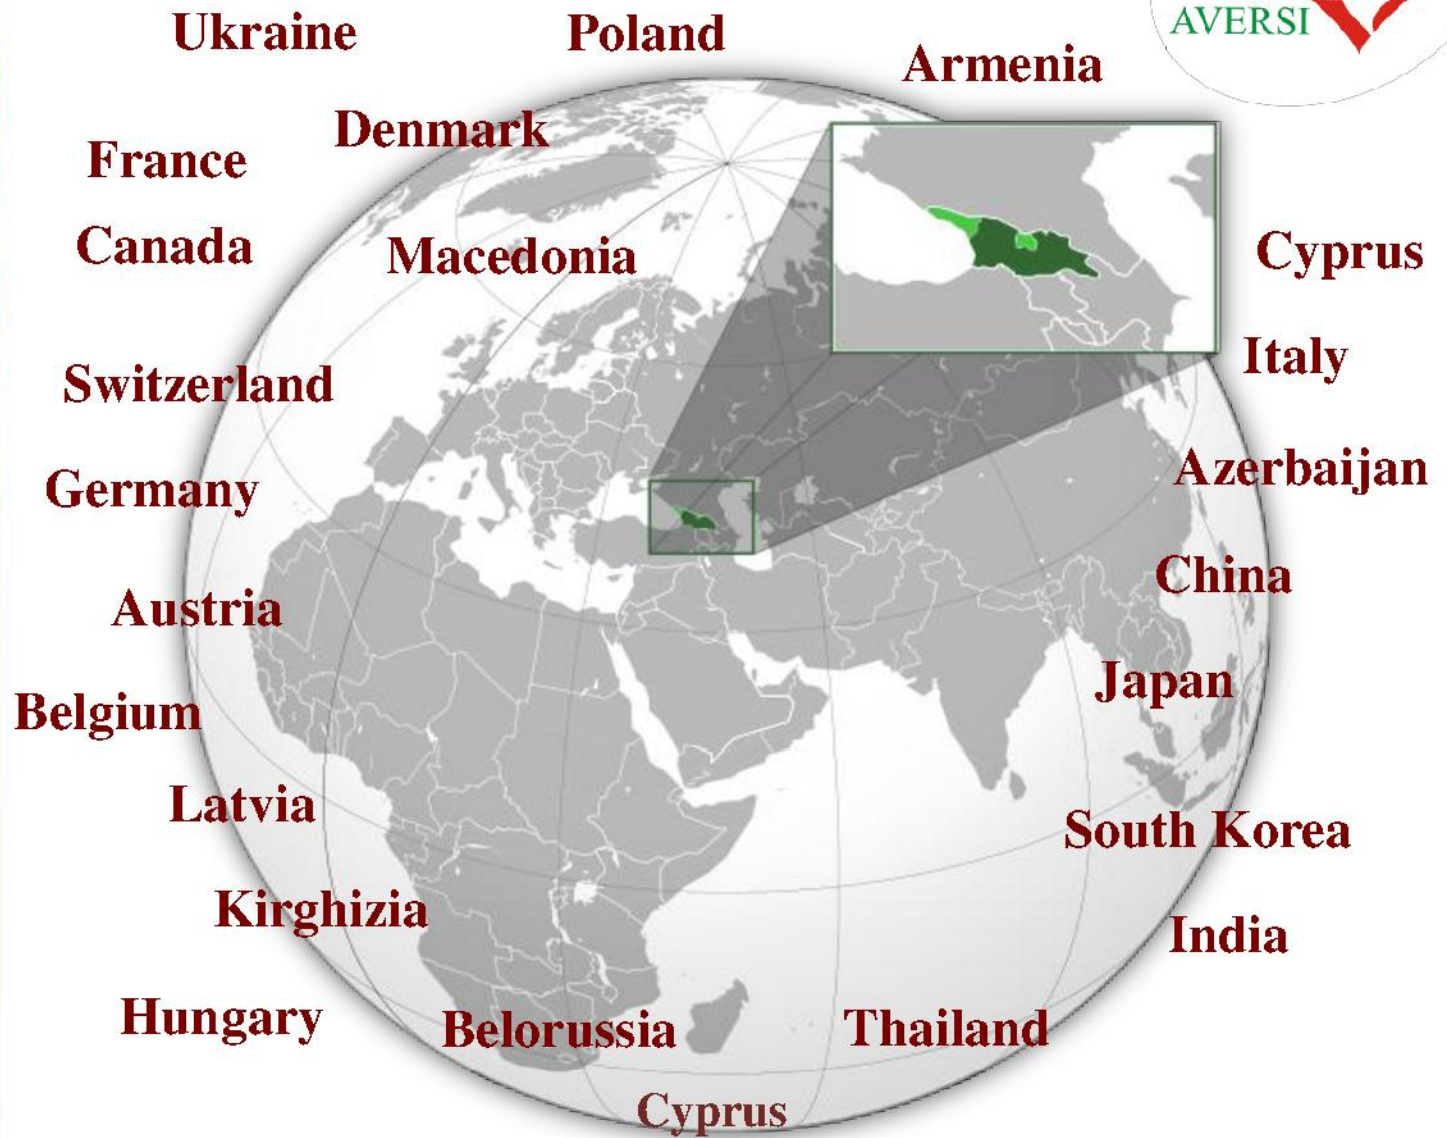 AVERSI
Ukraine
Poland
Armenia
Denmark
France
Canada
Macedonia
Cyprus
Switzerland
Italy
Germany
Azerbaijan
China
Austria
Japan
Belgium
Latvia
South Korea
Kirghizia
India
Hungary
Belorussia
Thailand
Cyprus